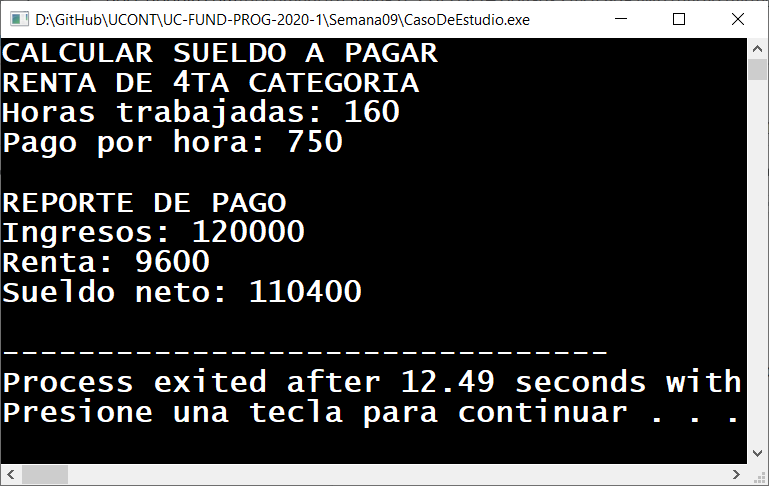 D:\GitHub\UCONT\UC-FUND-PROG-2020-1\Semana09\CasoDeEstudio.exe
CALCULAR SUELDO A PAGAR
RENTA DE 4TA CATEGORIA
Horas trabajadas: 160
Pago por hora: 750
REPORTE DE PAGO
Ingresos: 120000
Renta: 9600
Sueldo neto: 110400
--------------------------------
Process exited after 12.49 seconds with
Presione una tecla para continuar . . .